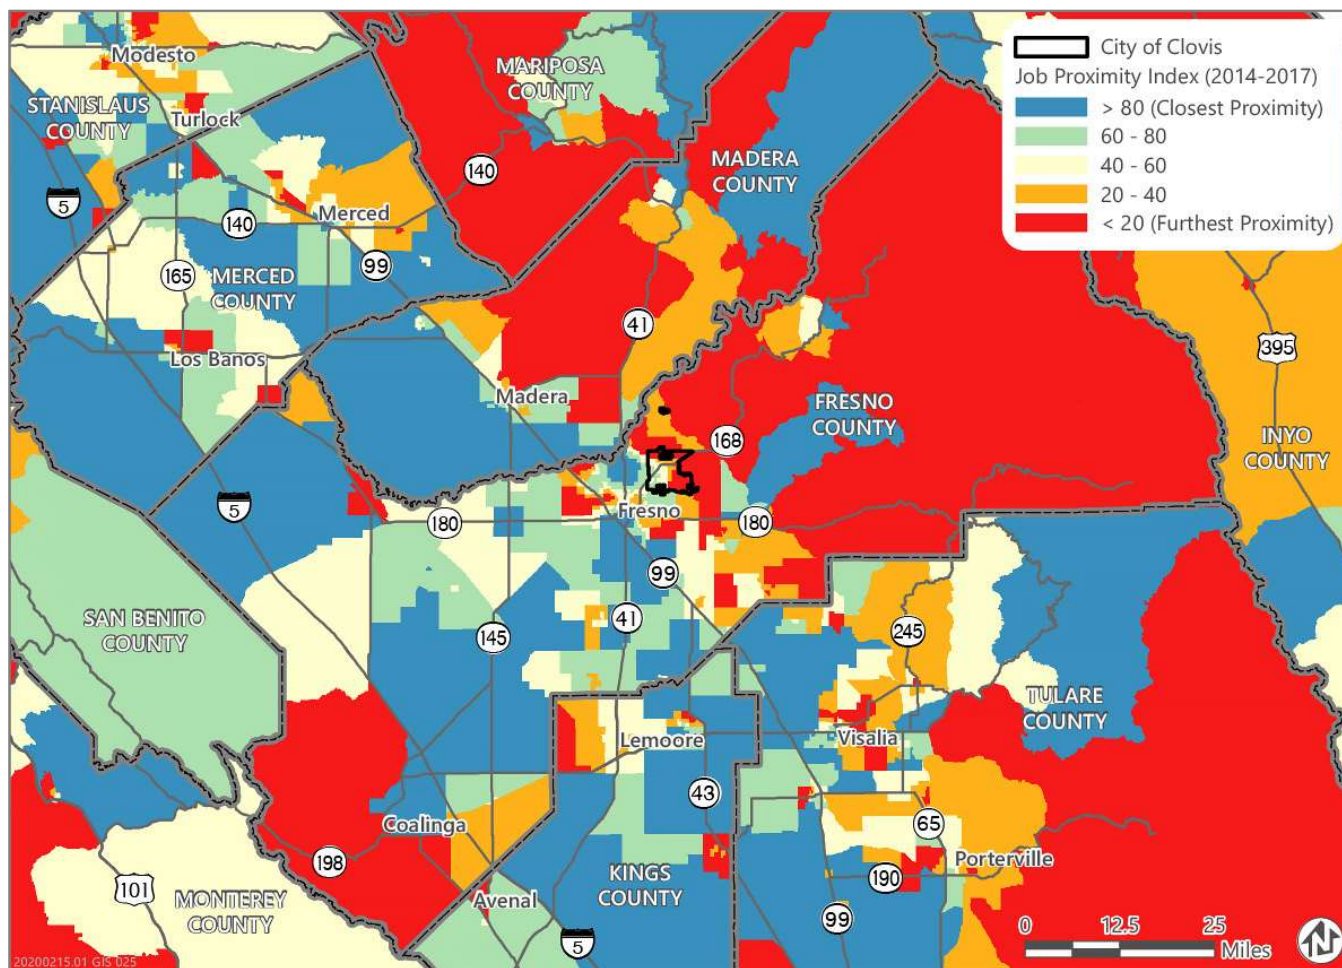 City of Clovis
Job Proximity Index (2014-2017)
> 80 (Closest Proximity)
60 - 80
40 - 60
20 - 40
< 20 (Furthest Proximity)
Modesto
MARIPOSA
COUNTY
STANISLAUS
COUNTY
Turlock
MADERA
COUNTY
140
5
Merced
140
99
165
MERCED
COUNTY
41
395
Los Banos
Madera
FRESNO
COUNTY
168
INYO
COUNTY
5
Fresno
180
180
99
SAN BENITO
COUNTY
145
41
245
TULARE
COUNTY
Lemoore
Visalia
43
Coalinga
65
198
Porterville
KINGS
COUNTY
190
101
MONTEREY
COUNTY
Avenal
99
5
0 12.5 25
Miles
N
20200215.01 GIS 025